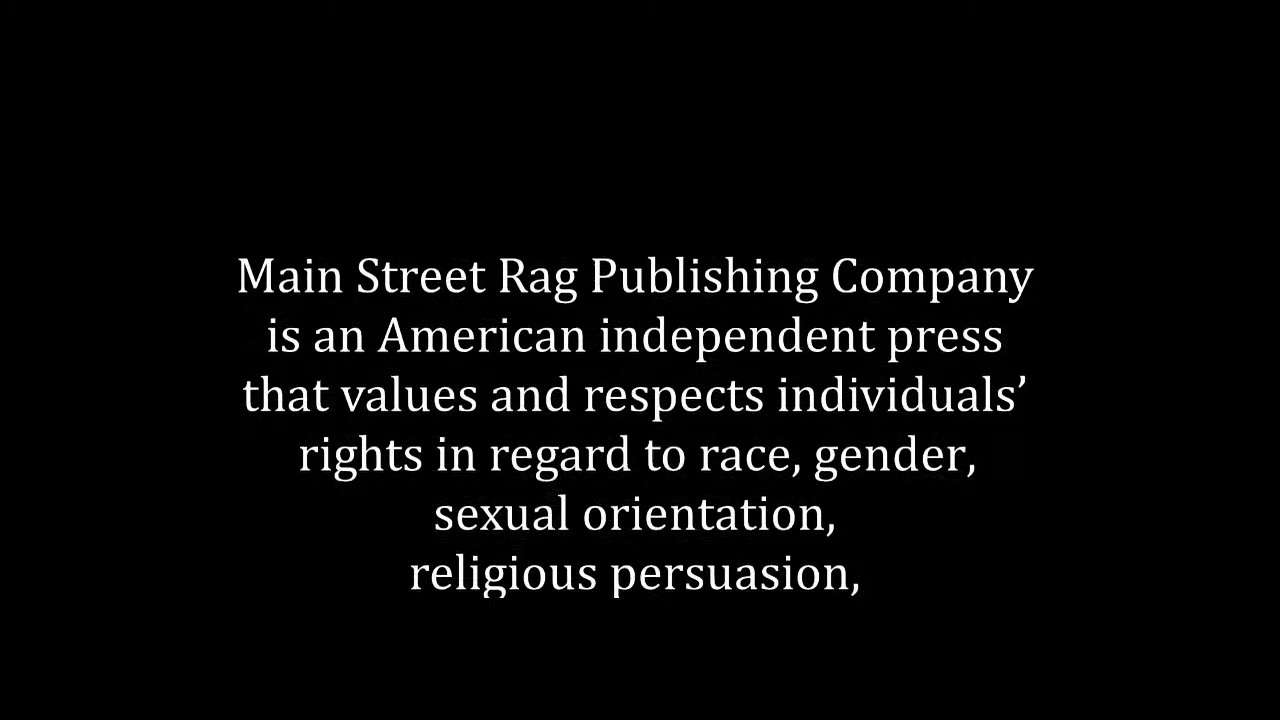 Main Street Rag Publishing Company
is an American independent press
that values and respects individuals’
rights in regard to race, gender,
sexual orientation,
religious persuasion,